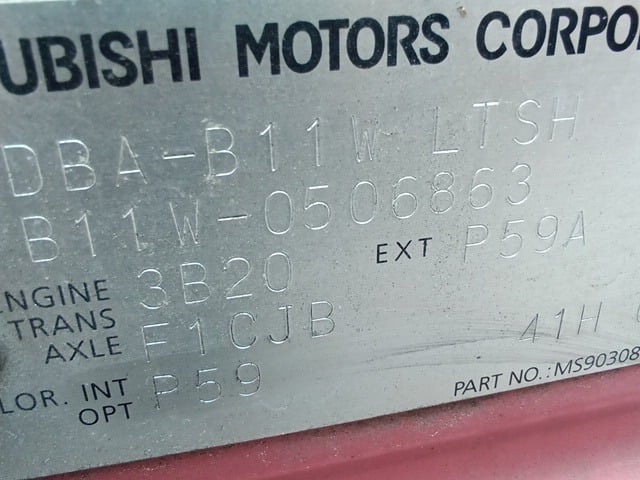 UBISHI MOTORS CORPO
DBA-B11W LTSH
B11W-0506863
EXT P59A
ENGINE 3B20
TRANS AXLE F1CJB
41H
LOR. INT P59
OPT
PART NO.:MS90308